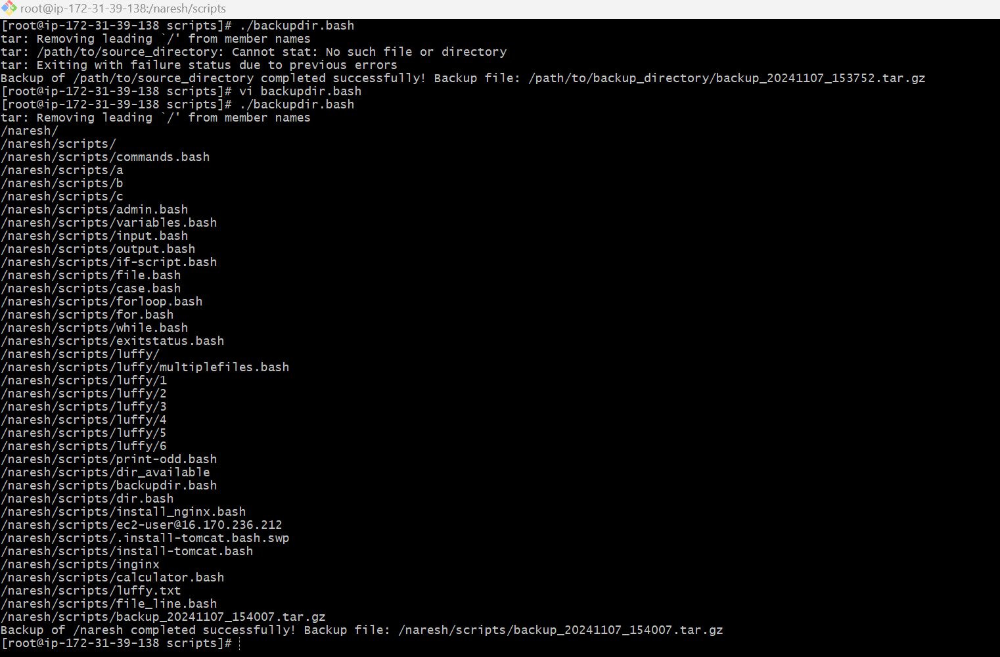 root@ip-172-31-39-138:/naresh/scripts
[root@ip-172-31-39-138 scripts]# ./backupdir.bash
tar: Removing leading `/' from member names
tar: /path/to/source_directory: Cannot stat: No such file or directory
tar: Exiting with failure status due to previous errors
Backup of /path/to/source_directory completed successfully! Backup file: /path/to/backup_directory/backup_20241107_153752.tar.gz
[root@ip-172-31-39-138 scripts]# vi backupdir.bash
[root@ip-172-31-39-138 scripts]# ./backupdir.bash
tar: Removing leading `/' from member names
/naresh/
/naresh/scripts/
/naresh/scripts/commands.bash
/naresh/scripts/a
/naresh/scripts/b
/naresh/scripts/c
/naresh/scripts/admin.bash
/naresh/scripts/variables.bash
/naresh/scripts/input.bash
/naresh/scripts/output.bash
/naresh/scripts/if-script.bash
/naresh/scripts/file.bash
/naresh/scripts/case.bash
/naresh/scripts/forloop.bash
/naresh/scripts/for.bash
/naresh/scripts/while.bash
/naresh/scripts/exitstatus.bash
/naresh/scripts/luffy/
/naresh/scripts/luffy/multiplefiles.bash
/naresh/scripts/luffy/1
/naresh/scripts/luffy/2
/naresh/scripts/luffy/3
/naresh/scripts/luffy/4
/naresh/scripts/luffy/5
/naresh/scripts/luffy/6
/naresh/scripts/print-odd.bash
/naresh/scripts/dir_available
/naresh/scripts/backupdir.bash
/naresh/scripts/dir.bash
/naresh/scripts/install_nginx.bash
/naresh/scripts/ec2-user@16.170.236.212
/naresh/scripts/.install-tomcat.bash.swp
/naresh/scripts/install-tomcat.bash
/naresh/scripts/inginx
/naresh/scripts/calculator.bash
/naresh/scripts/luffy.txt
/naresh/scripts/file_line.bash
/naresh/scripts/backup_20241107_154007.tar.gz
Backup of /naresh completed successfully! Backup file: /naresh/scripts/backup_20241107_154007.tar.gz
[root@ip-172-31-39-138 scripts]#